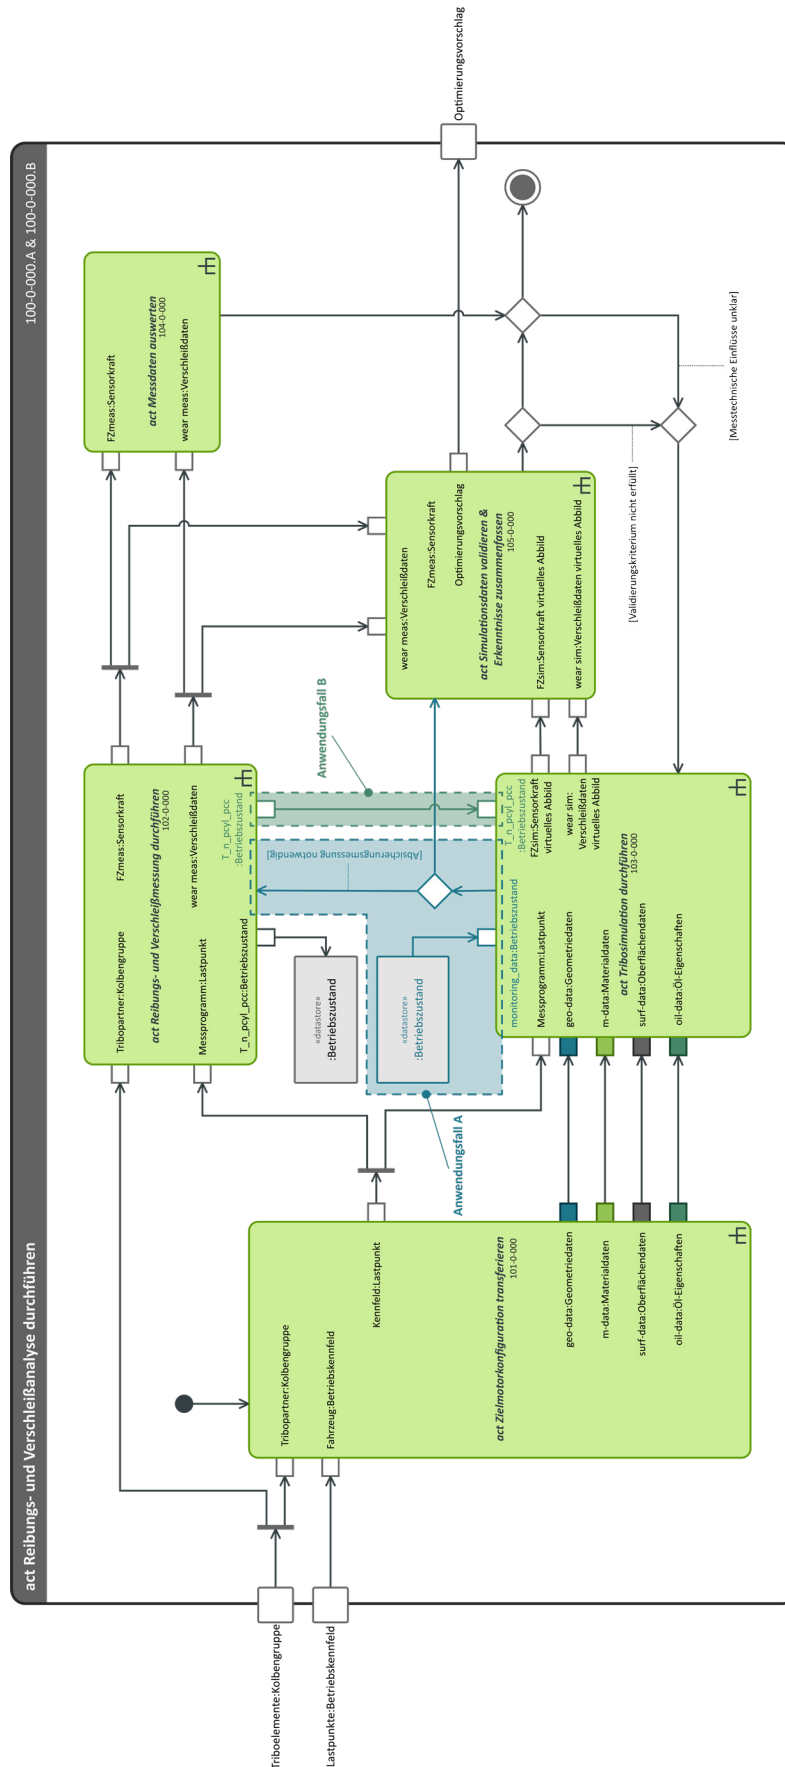 act Reibungs- und Verschleißanalyse durchführen
100-0-000.A & 100-0-000.B
Triboelemente:Kolbengruppe
Lastpunkte:Betriebskennfeld
Tribopartner:Kolbengruppe
Fahrzeug:Betriebskennfeld
Kennfeld:Lastpunkt
act Zielmotorkonfiguration transferieren
101-0-000
geo-data:Geometriedaten
m-data:Materialdaten
surf-data:Oberflächendaten
oil-data:Öl-Eigenschaften
Tribopartner:Kolbengruppe
FZmeas:Sensorkraft
act Reibungs- und Verschleißmessung durchführen
102-0-000
Messprogramm:Lastpunkt
wear meas:Verschleißdaten
T_n_pcyl_pcc:Betriebszustand
T_n_pcyl_pcc
:Betriebszustand
«datastore»
:Betriebszustand
«datastore»
:Betriebszustand
[Absicherungsmessung notwendig]
Anwendungsfall A
Anwendungsfall B
monitoring_data:Betriebszustand
T_n_pcyl_pcc
:Betriebszustand
Messprogramm:Lastpunkt
FZsim:Sensorkraft
virtuelles Abbild
geo-data:Geometriedaten
wear sim:
Verschleißdaten
virtuelles Abbild
m-data:Materialdaten
act Tribosimulation durchführen
103-0-000
surf-data:Oberflächendaten
oil-data:Öl-Eigenschaften
FZmeas:Sensorkraft
act Messdaten auswerten
104-0-000
wear meas:Verschleißdaten
wear meas:Verschleißdaten
FZmeas:Sensorkraft
Optimierungsvorschlag
act Simulationsdaten validieren &
Erkenntnisse zusammenfassen
105-0-000
FZsim:Sensorkraft virtuelles Abbild
wear sim:Verschleißdaten virtuelles Abbild
[Validierungskriterium nicht erfüllt]
[Messtechnische Einflüsse unklar]
Optimierungsvorschlag